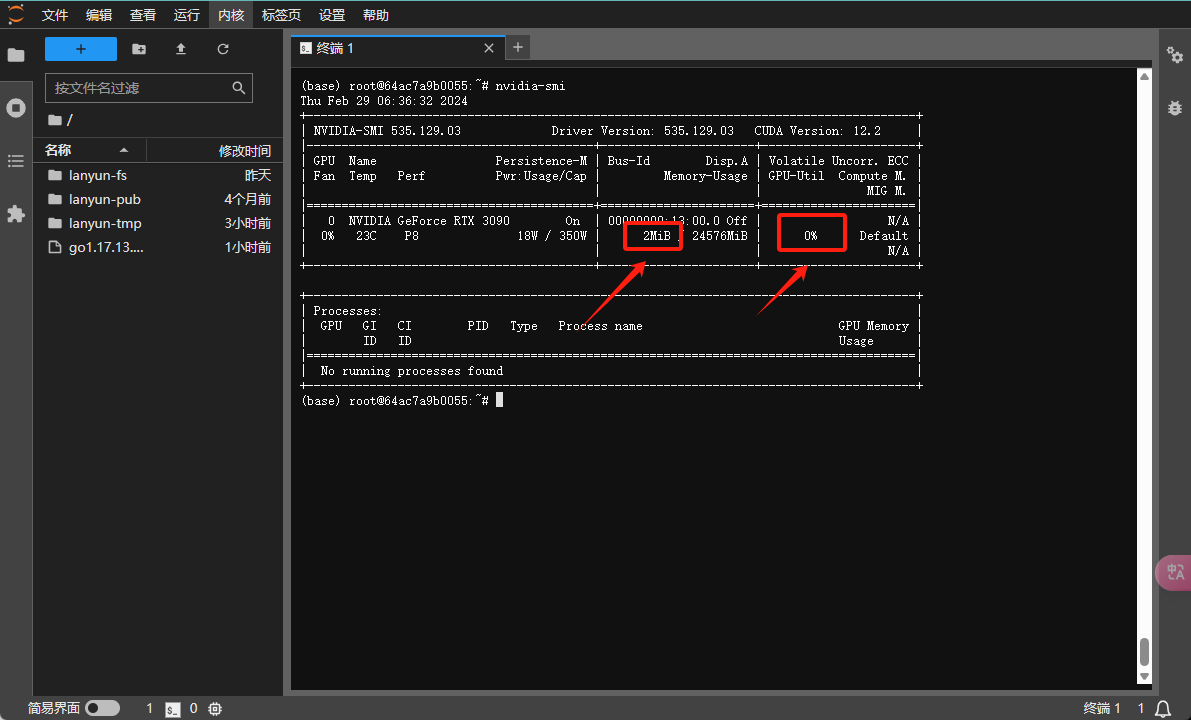 文件 编辑 查看 运行 内核 标签页 设置 帮助
终端 1
按文件名过滤
/
名称 修改时间
lanyun-fs 昨天
lanyun-pub 4个月前
lanyun-tmp 3小时前
go1.17.13.... 1小时前
(base) root@64ac7a9b0055:~# nvidia-smi
Thu Feb 29 06:36:32 2024
NVIDIA-SMI 535.129.03 Driver Version: 535.129.03 CUDA Version: 12.2
GPU Name Persistence-M | Bus-Id Disp.A | Volatile Uncorr. ECC
Fan Temp Perf Pwr:Usage/Cap | Memory-Usage | GPU-Util Compute M.
MIG M.
0 NVIDIA GeForce RTX 3090 On | 00000000:13:00.0 Off | N/A
0% 23C P8 18W / 350W | 2MiB / 24576MiB | 0% Default
N/A
Processes:
GPU GI CI PID Type Process name GPU Memory
ID ID Usage
No running processes found
(base) root@64ac7a9b0055:~#
中A
简易界面 1 $_ 0 终端 1 1